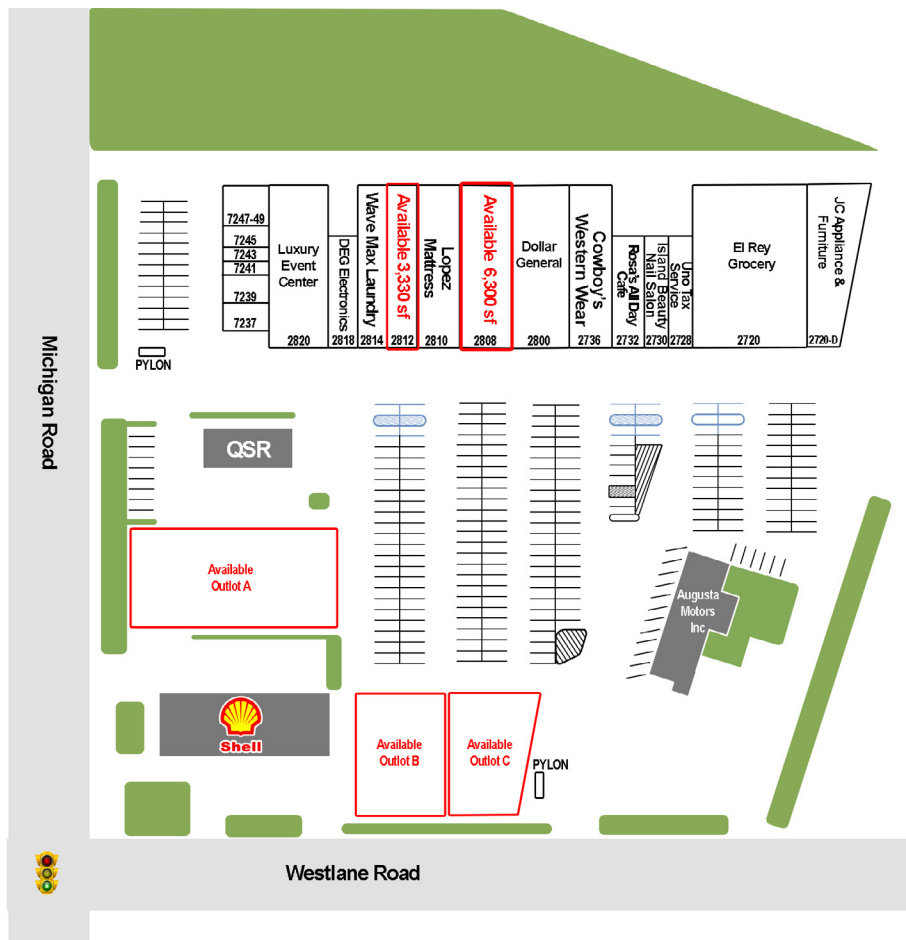 7247-49
7245
7243
7241
7239
7237
Luxury
Event
Center
2820
DEG Electronics
2818
Wave Max Laundry
2814
Available 3,330 sf
2812
Lopez
Mattress
2810
Available 6,300 sf
2808
Dollar
General
2800
Cowboy's
Western Wear
2736
Rosa's All Day
Cafe
2732
Island Beauty
Nail Salon
2730
Uno Tax
Service
2728
El Rey
Grocery
2720
JC Appliance &
Furniture
2720-D
PYLON
Michigan Road
QSR
Available
Outlot A
Augusta
Motors
Inc
Shell
Available
Outlot B
Available
Outlot C
PYLON
Westlane Road